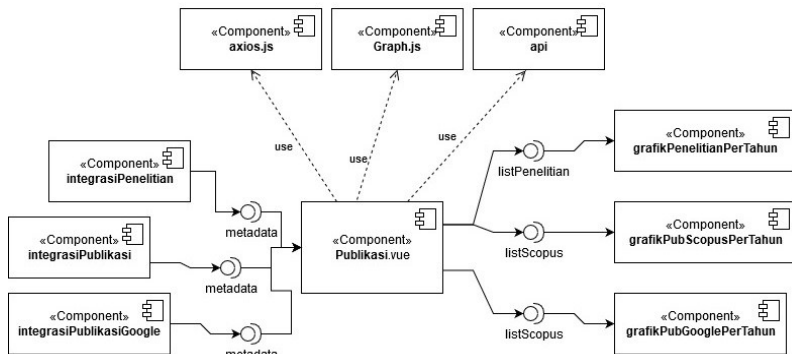 «Component»
axios.js
«Component»
Graph.js
«Component»
api
use
use
use
«Component»
integrasiPenelitian
metadata
«Component»
integrasiPublikasi
metadata
«Component»
integrasiPublikasiGoogle
metadata
«Component»
Publikasi.vue
listPenelitian
«Component»
grafikPenelitianPerTahun
listScopus
«Component»
grafikPubScopusPerTahun
listScopus
«Component»
grafikPubGooglePerTahun